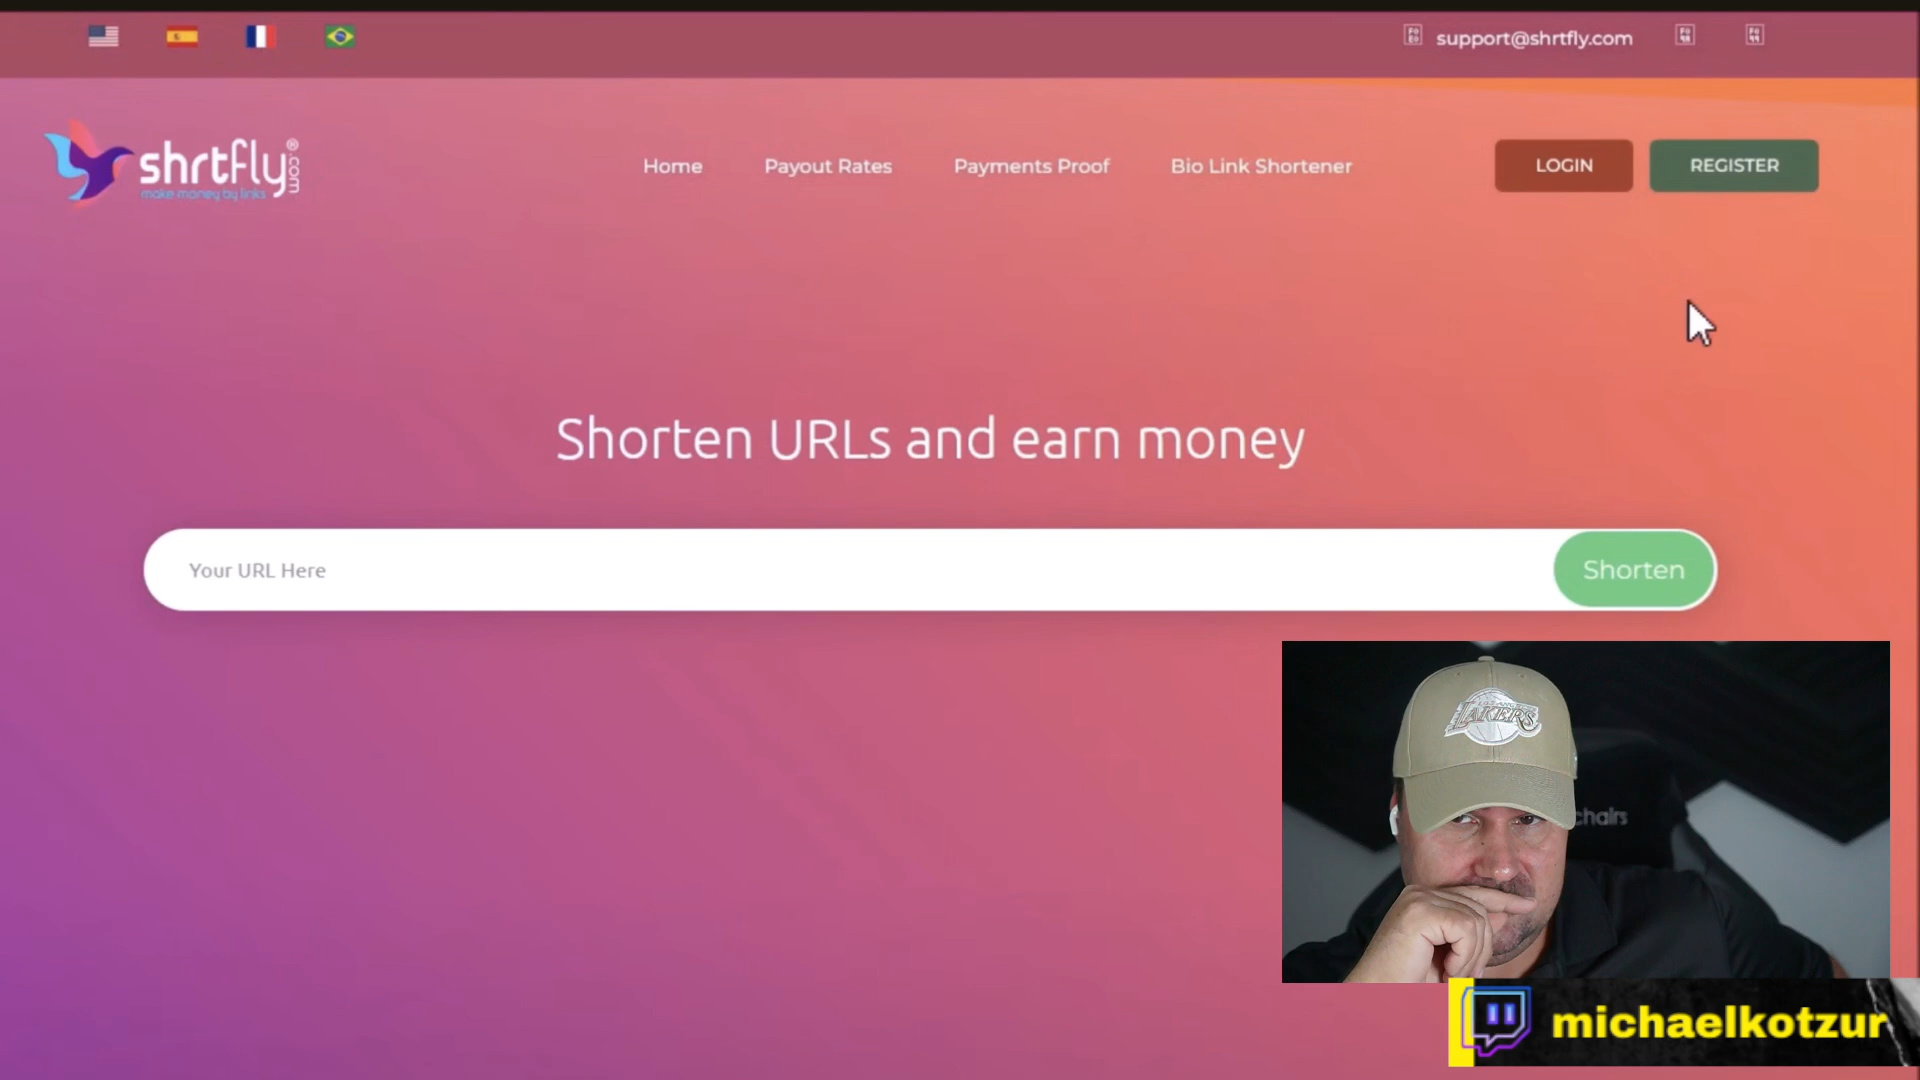 support@shrtfly.com
shrtfly®.com
make money by links
Home
Payout Rates
Payments Proof
Bio Link Shortener
LOGIN
REGISTER
Shorten URLs and earn money
Your URL Here
Shorten
LAKERS
chairs
michaelkotzur